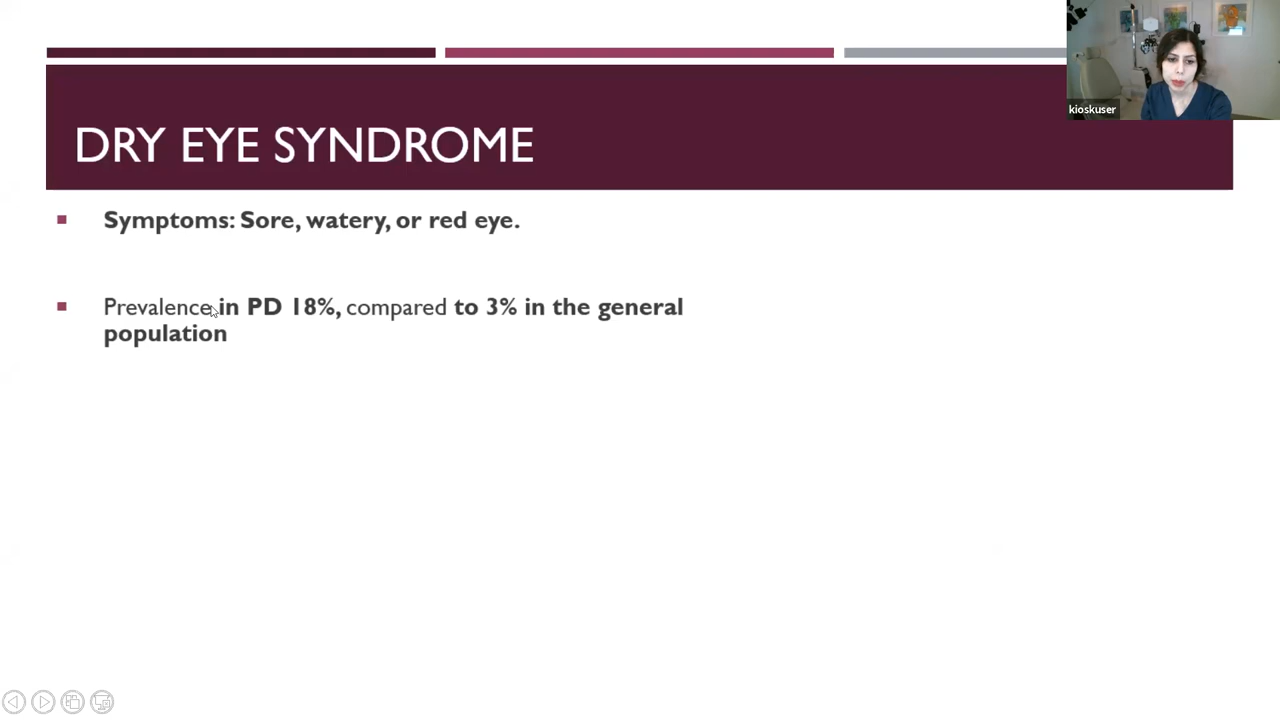 kioskuser
DRY EYE SYNDROME
Symptoms: Sore, watery, or red eye.
Prevalence in PD 18%, compared to 3% in the general
population